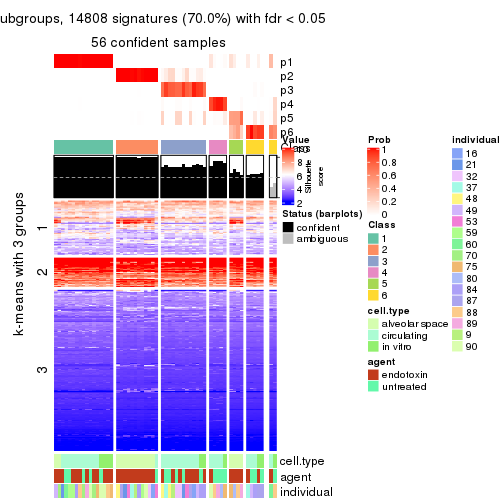 ubgroups, 14808 signatures (70.0%) with fdr < 0.05
56 confident samples
p1
p2
p3
p4
p5
p6
Class
Silhouette
score
k-means with 3 groups
1
2
3
cell.type
agent
individual
Value
8
6
4
2
Status (barplots)
confident
ambiguous
Prob
1
0.8
0.6
0.4
0.2
0
Class
1
2
3
4
5
6
cell.type
alveolar space
circulating
in vitro
agent
endotoxin
untreated
individual
16
21
32
37
48
49
53
59
60
70
75
80
84
87
88
89
9
90